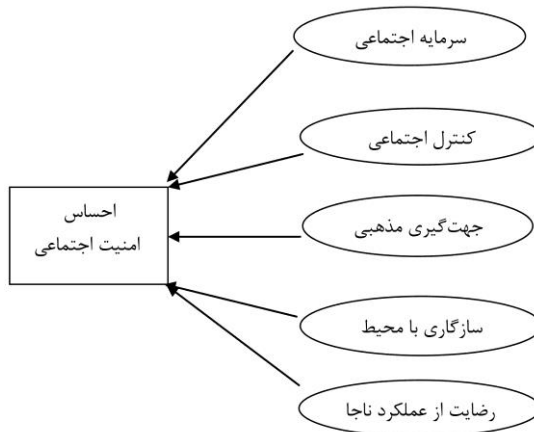 سرمایه اجتماعی
کنترل اجتماعی
احساس
امنیت اجتماعی
جهت‌گیری مذهبی
سازگاری با محیط
رضایت از عملکرد ناجا